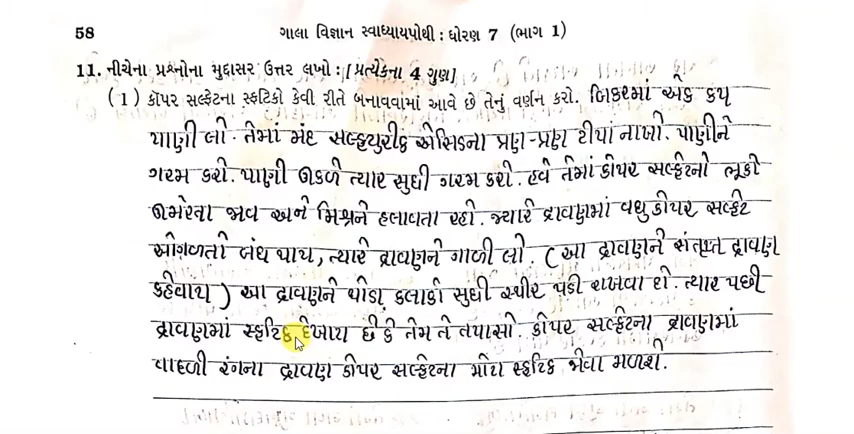 58 ગાલા વિજ્ઞાન સ્વાધ્યાયપોથી : ધોરણ 7 (ભાગ 1)
11. નીચેના પ્રશ્નોના મુદ્દાસર ઉત્તર લખો : [પ્રત્યેકના 4 ગુણ]
(1) કૉપર સલ્ફેટના સ્ફટિકો કેવી રીતે બનાવવામાં આવે છે તેનું વર્ણન કરો. બિકરમાં એક કપ
પાણી લો. તેમાં મંદ સલ્ફ્યુરીક એસિડના ત્રણ-ત્રણ ટીપા નાખો. પાણીને
ગરમ કરો. પાણી ઊકળે ત્યાર સુધી ગરમ કરો. હવે તેમાં કોપર સલ્ફેટનો ભૂકો
ઊમેરતા જાવ અને મિશ્રને હલાવતા રહો. જ્યારે દ્રાવણમાં વધુ કોપર સલ્ફેટ
ઓગળતો બંધ થાય, ત્યારે દ્રાવણને ગાળી લો. (આ દ્રાવણને સંતૃપ્ત દ્રાવણ
કહેવાય) આ દ્રાવણને થોડા કલાકો સુધી સ્થીર પડી રાખવા દો. ત્યાર પછી
દ્રાવણમાં સ્ફટિક દેખાય છે કે તેમ તે તપાસો. કોપર સલ્ફેટના દ્રાવણમાં
વાદળી રંગના દ્રાવણ કોપર સલ્ફેટના મોટા સ્ફટિક જોવા મળશે.